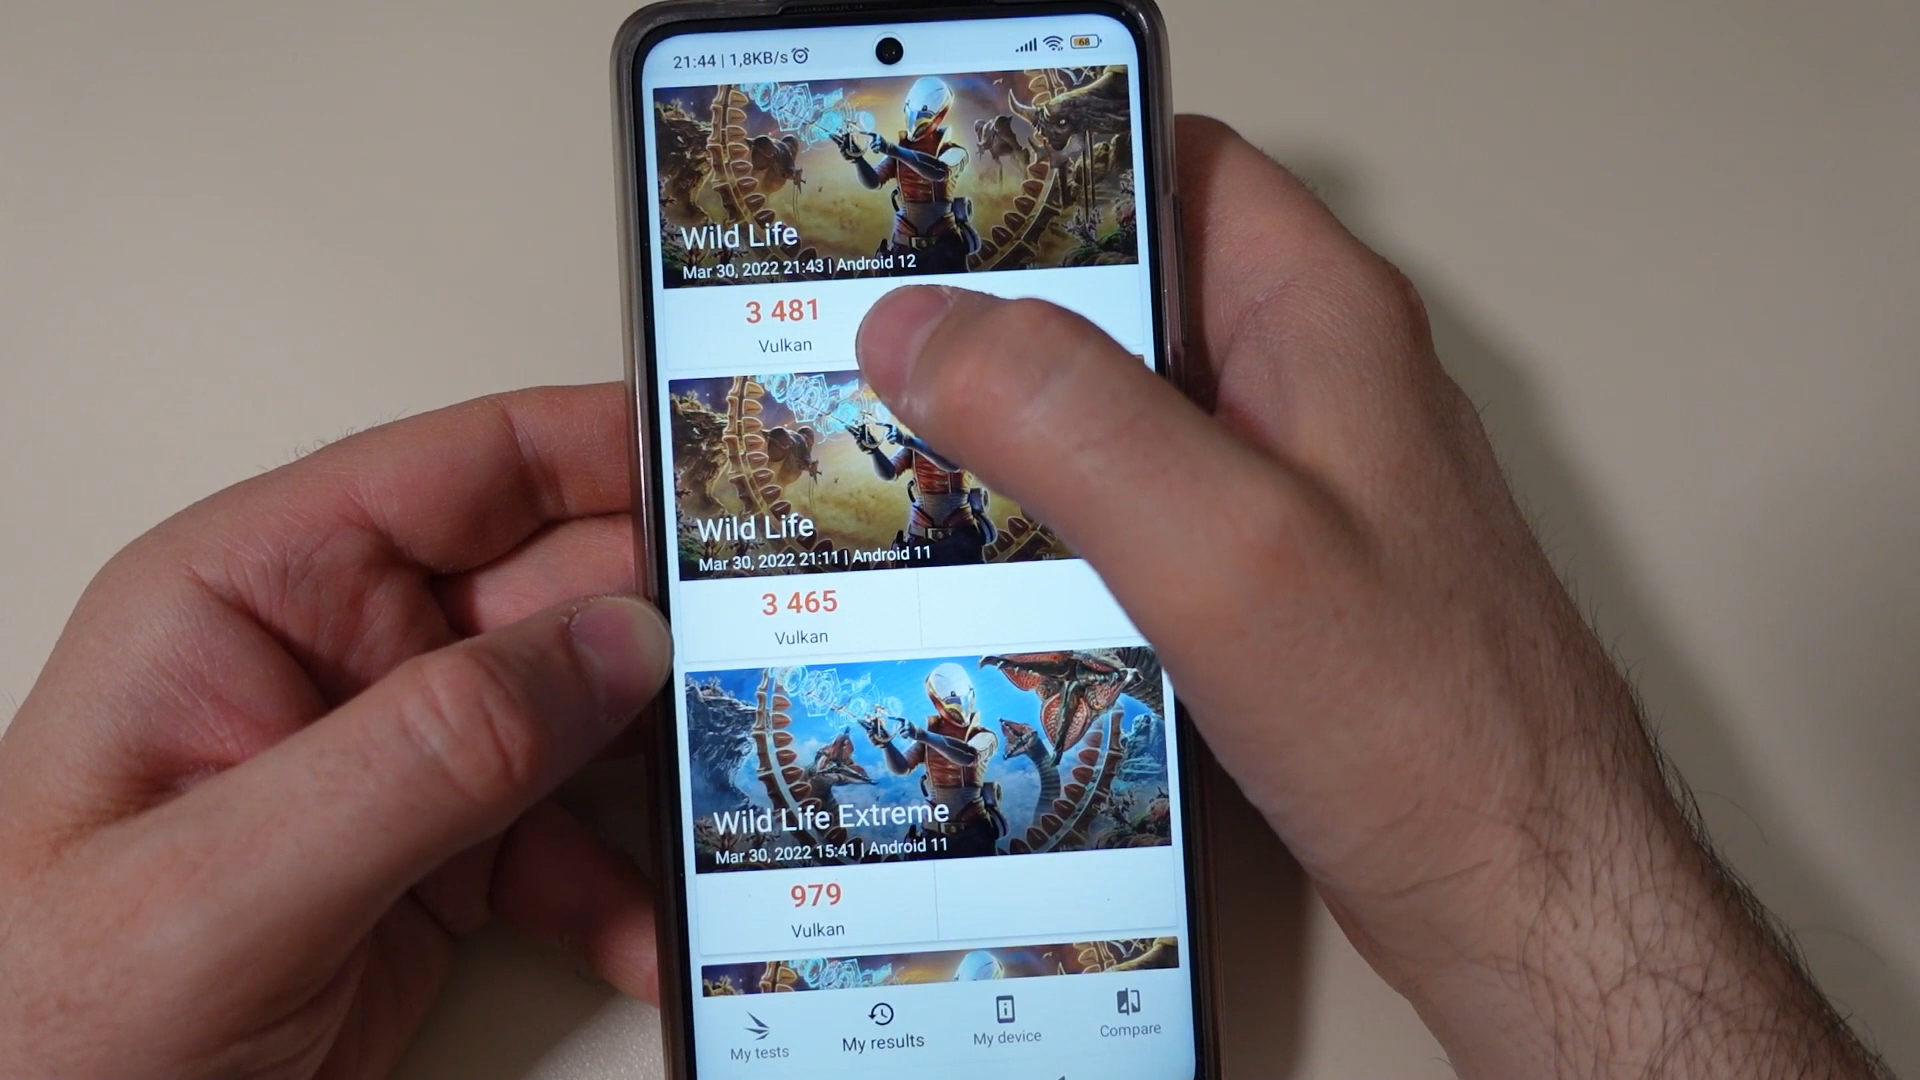 21:44 | 1,8KB/s
68
Wild Life
Mar 30, 2022 21:43 | Android 12
3 481
Vulkan
Wild Life
Mar 30, 2022 21:11 | Android 11
3 465
Vulkan
Wild Life Extreme
Mar 30, 2022 15:41 | Android 11
979
Vulkan
My tests
My results
My device
Compare